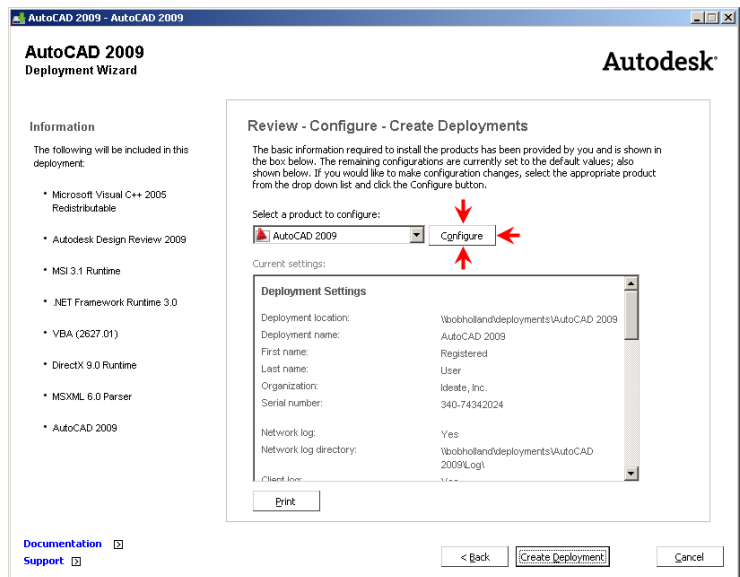 AutoCAD 2009 - AutoCAD 2009
AutoCAD 2009
Deployment Wizard
Autodesk
Information
The following will be included in this
deployment:
• Microsoft Visual C++ 2005
Redistributable
• Autodesk Design Review 2009
• MSI 3.1 Runtime
• .NET Framework Runtime 3.0
• VBA (2627.01)
• DirectX 9.0 Runtime
• MSXML 6.0 Parser
• AutoCAD 2009
Review - Configure - Create Deployments
The basic information required to install the products has been provided by you and is shown in
the box below. The remaining configurations are currently set to the default values; also
shown below. If you would like to make configuration changes, select the appropriate product
from the drop down list and click the Configure button.
Select a product to configure:
AutoCAD 2009
Configure
Current settings:
Deployment Settings
Deployment location: \\bobholland\deployments\AutoCAD 2009
Deployment name: AutoCAD 2009
First name: Registered
Last name: User
Organization: Ideate, Inc.
Serial number: 340-74342024
Network log: Yes
Network log directory: \\bobholland\deployments\AutoCAD
2009\Log\
Client log: Yes
Print
Documentation
Support
< Back
Create Deployment
Cancel